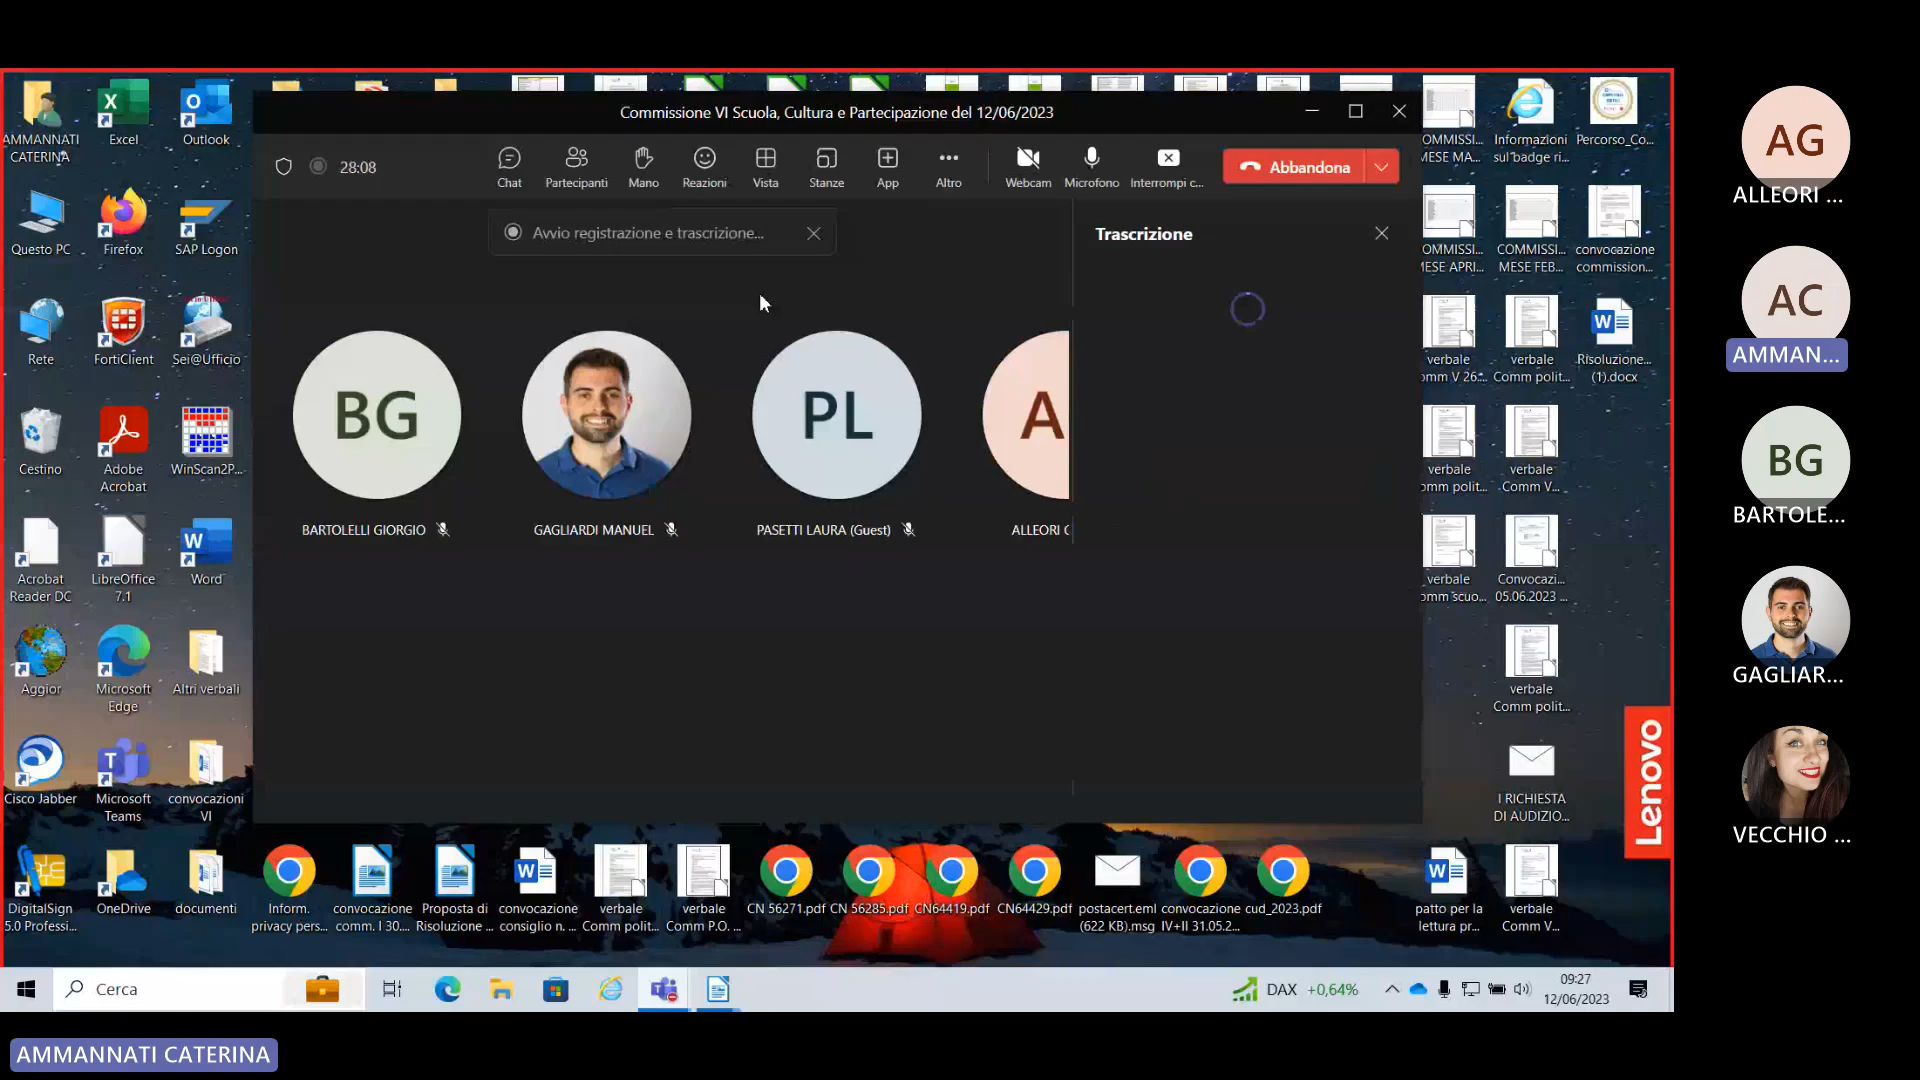 Commissione VI Scuola, Cultura e Partecipazione del 12/06/2023
28:08
Chat
Partecipanti
Mano
Reazioni
Vista
Stanze
App
Altro
Webcam
Microfono
Interrompi c...
Abbandona
Avvio registrazione e trascrizione...
Trascrizione
BG
PL
A
BARTOLELLI GIORGIO
GAGLIARDI MANUEL
PASETTI LAURA (Guest)
ALLEORI
AMMANNATI
CATERINA
Excel
Outlook
Questo PC
Firefox
SAP Logon
Rete
FortiClient
Sei@Ufficio
Cestino
Adobe
Acrobat
WinScan2P...
Acrobat
Reader DC
LibreOffice
7.1
Word
Aggior
Microsoft
Edge
Altri verbali
Cisco Jabber
Microsoft
Teams
convocazioni
VI
DigitalSign
5.0 Professi...
OneDrive
documenti
Inform.
privacy pers...
convocazione
comm. I 30....
Proposta di
Risoluzione ...
convocazione
consiglio n. ...
verbale
Comm polit...
verbale
Comm P.O. ...
CN 56271.pdf
CN 56285.pdf
CN64419.pdf
CN64429.pdf
postacert.eml
(622 KB).msg
convocazione
IV+II 31.05.2...
cud_2023.pdf
patto per la
lettura pr...
verbale
Comm V...
OMMISSI...
MESE MA...
Informazioni
sul badge ri...
Percorso_Co...
OMMISSI...
MESE APRI...
COMMISSI...
MESE FEB...
convocazione
commission...
verbale
omm V 26...
verbale
Comm polit...
Risoluzione...
(1).docx
verbale
omm polit...
verbale
Comm V...
verbale
omm scuo...
Convocazi...
05.06.2023 ...
verbale
Comm polit...
I RICHIESTA
DI AUDIZIO...
Lenovo
Cerca
DAX +0,64%
09:27
12/06/2023
AG
ALLEORI ...
AC
AMMAN...
BG
BARTOLE...
GAGLIAR...
VECCHIO ...
AMMANNATI CATERINA